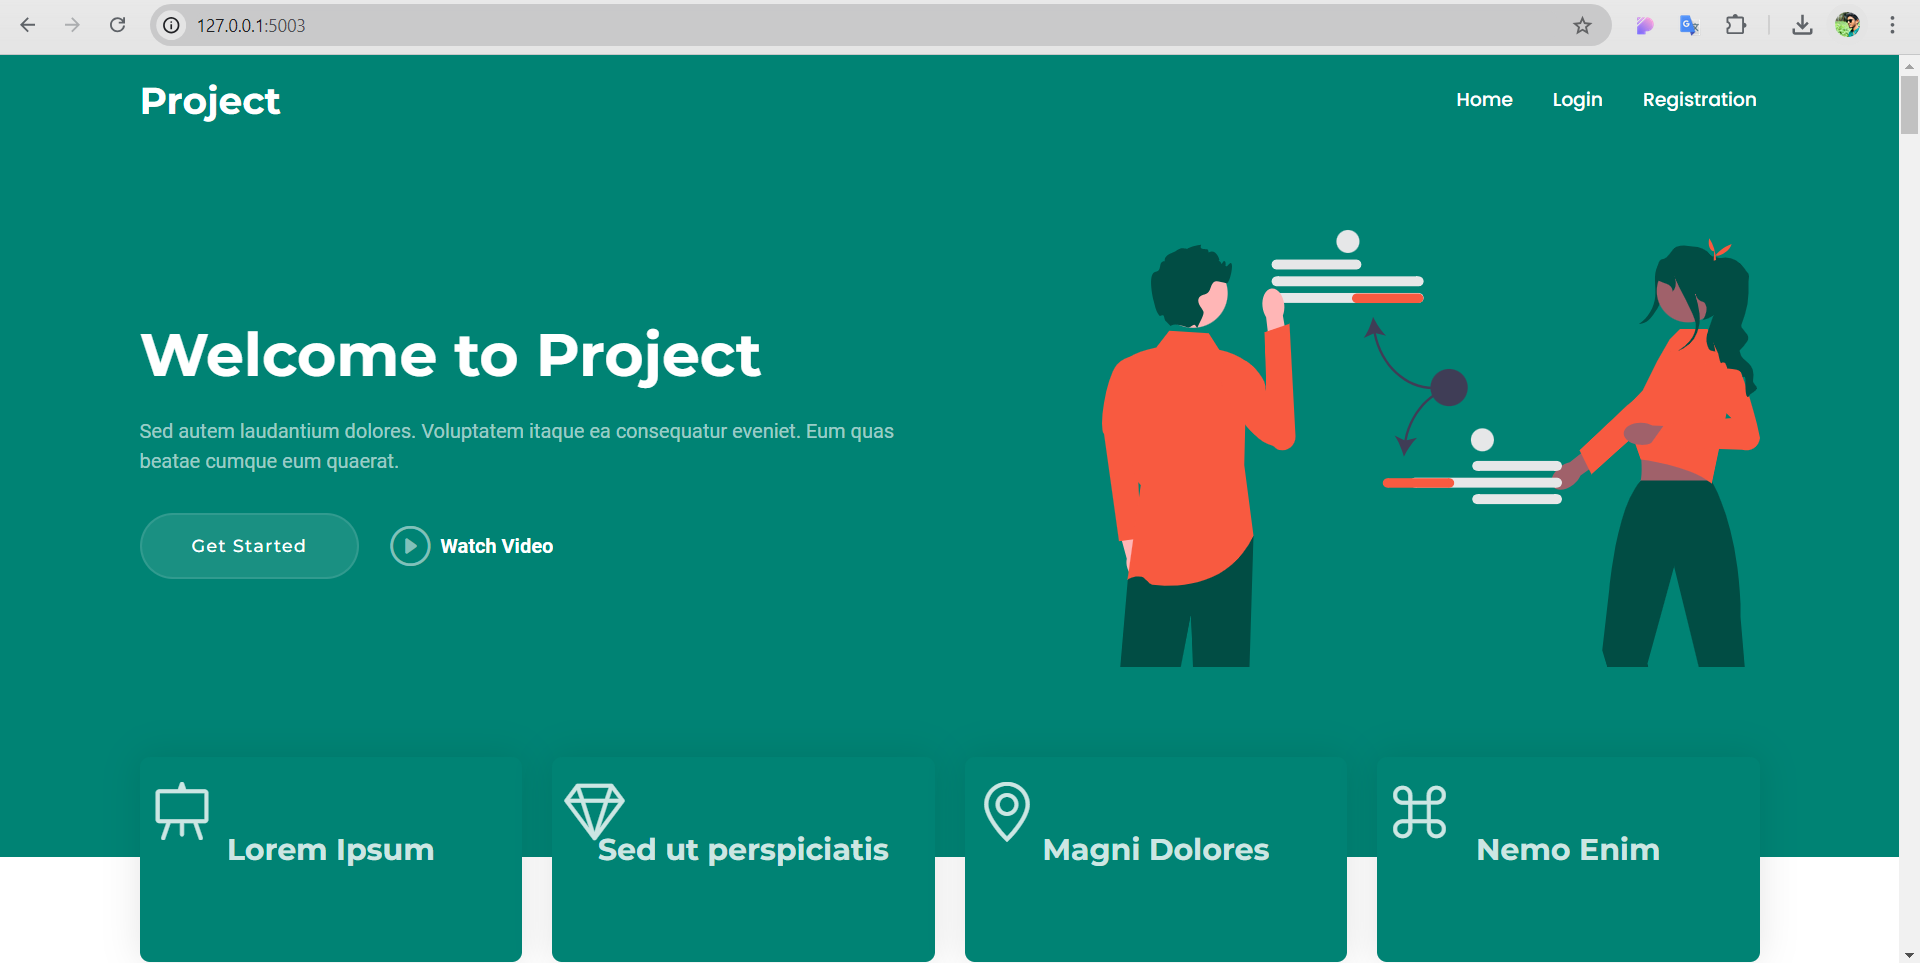 127.0.0.1:5003
Project
Home
Login
Registration
Welcome to Project
Sed autem laudantium dolores. Voluptatem itaque ea consequatur eveniet. Eum quas
beatae cumque eum quaerat.
Get Started
Watch Video
Lorem Ipsum
Sed ut perspiciatis
Magni Dolores
Nemo Enim